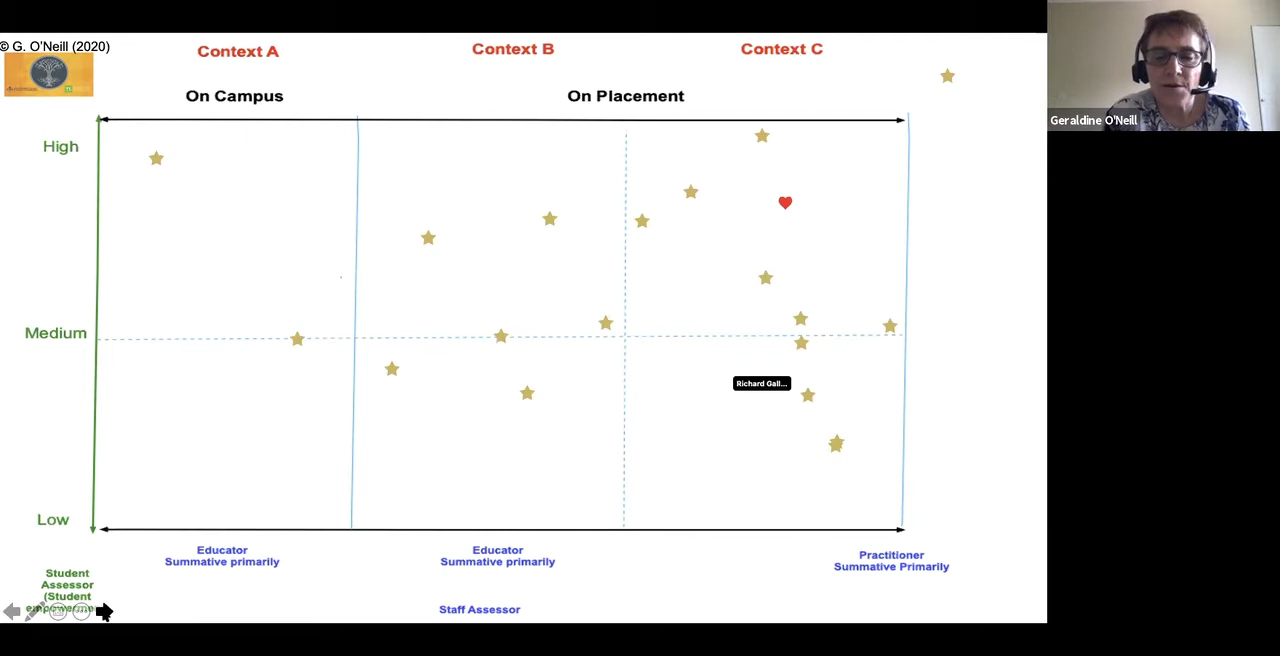 © G. O'Neill (2020)
Context A
Context B
Context C
On Campus
On Placement
Geraldine O'Neill
High
Medium
Richard Gall...
Low
Educator
Summative primarily
Educator
Summative primarily
Practitioner
Summative Primarily
Student
Assessor
(Student
Staff Assessor